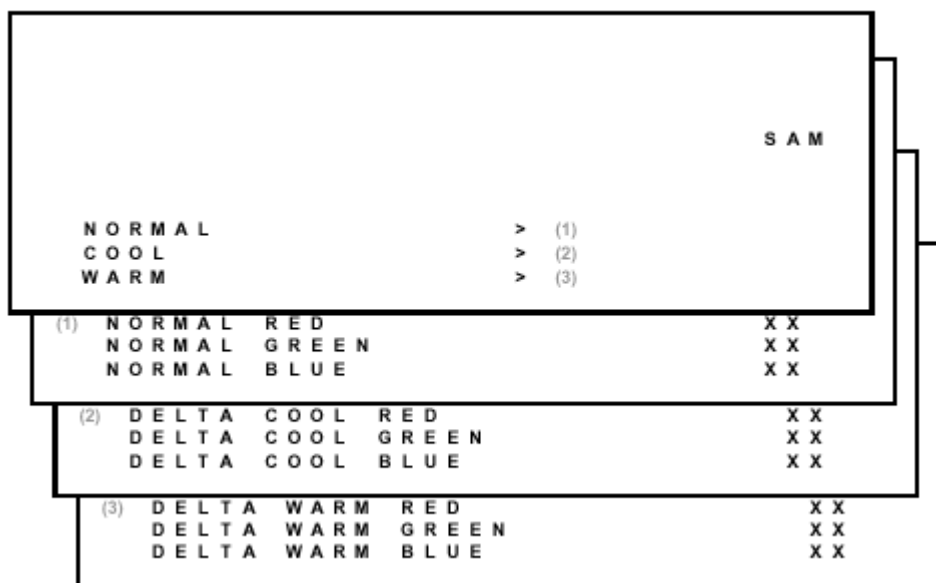 SAM
NORMAL > (1)
COOL > (2)
WARM > (3)
(1) NORMAL RED XX
NORMAL GREEN XX
NORMAL BLUE XX
(2) DELTA COOL RED XX
DELTA COOL GREEN XX
DELTA COOL BLUE XX
(3) DELTA WARM RED XX
DELTA WARM GREEN XX
DELTA WARM BLUE XX